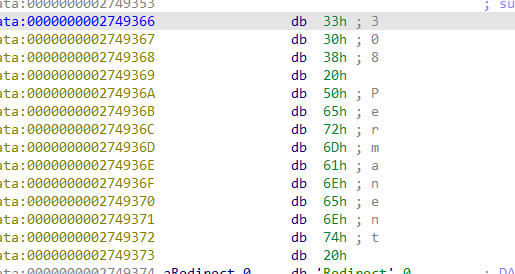 ata:0000000002749353 ; su
ata:0000000002749366 db 33h ; 3
ata:0000000002749367 db 30h ; 0
ata:0000000002749368 db 38h ; 8
ata:0000000002749369 db 20h
ata:000000000274936A db 50h ; P
ata:000000000274936B db 65h ; e
ata:000000000274936C db 72h ; r
ata:000000000274936D db 6Dh ; m
ata:000000000274936E db 61h ; a
ata:000000000274936F db 6Eh ; n
ata:0000000002749370 db 65h ; e
ata:0000000002749371 db 6Eh ; n
ata:0000000002749372 db 74h ; t
ata:0000000002749373 db 20h
ata:0000000002749374 aRedirect_0 db 'Redirect',0 ; DA